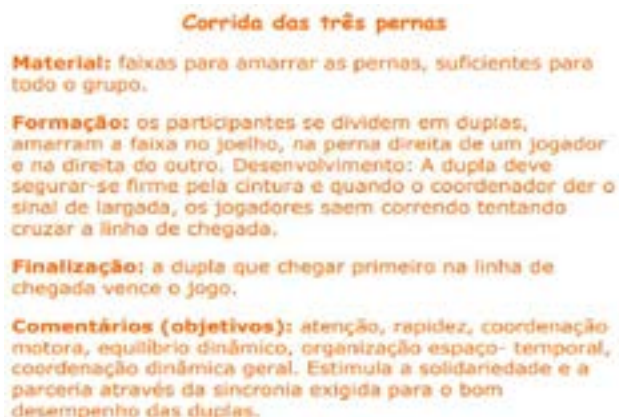 Corrida das três pernas
Material: faixas para amarrar as pernas, suficientes para
todo o grupo.
Formação: os participantes se dividem em duplas,
amarram a faixa no joelho, na perna direita de um jogador
e na direita do outro. Desenvolvimento: A dupla deve
segurar-se firme pela cintura e quando o coordenador der o
sinal de largada, os jogadores saem correndo tentando
cruzar a linha de chegada.
Finalização: a dupla que chegar primeiro na linha de
chegada vence o jogo.
Comentários (objetivos): atenção, rapidez, coordenação
motora, equilíbrio dinâmico, organização espaço- temporal,
coordenação dinâmica geral. Estimula a solidariedade e a
parceria através da sincronia exigida para o bom
desempenho das duplas.